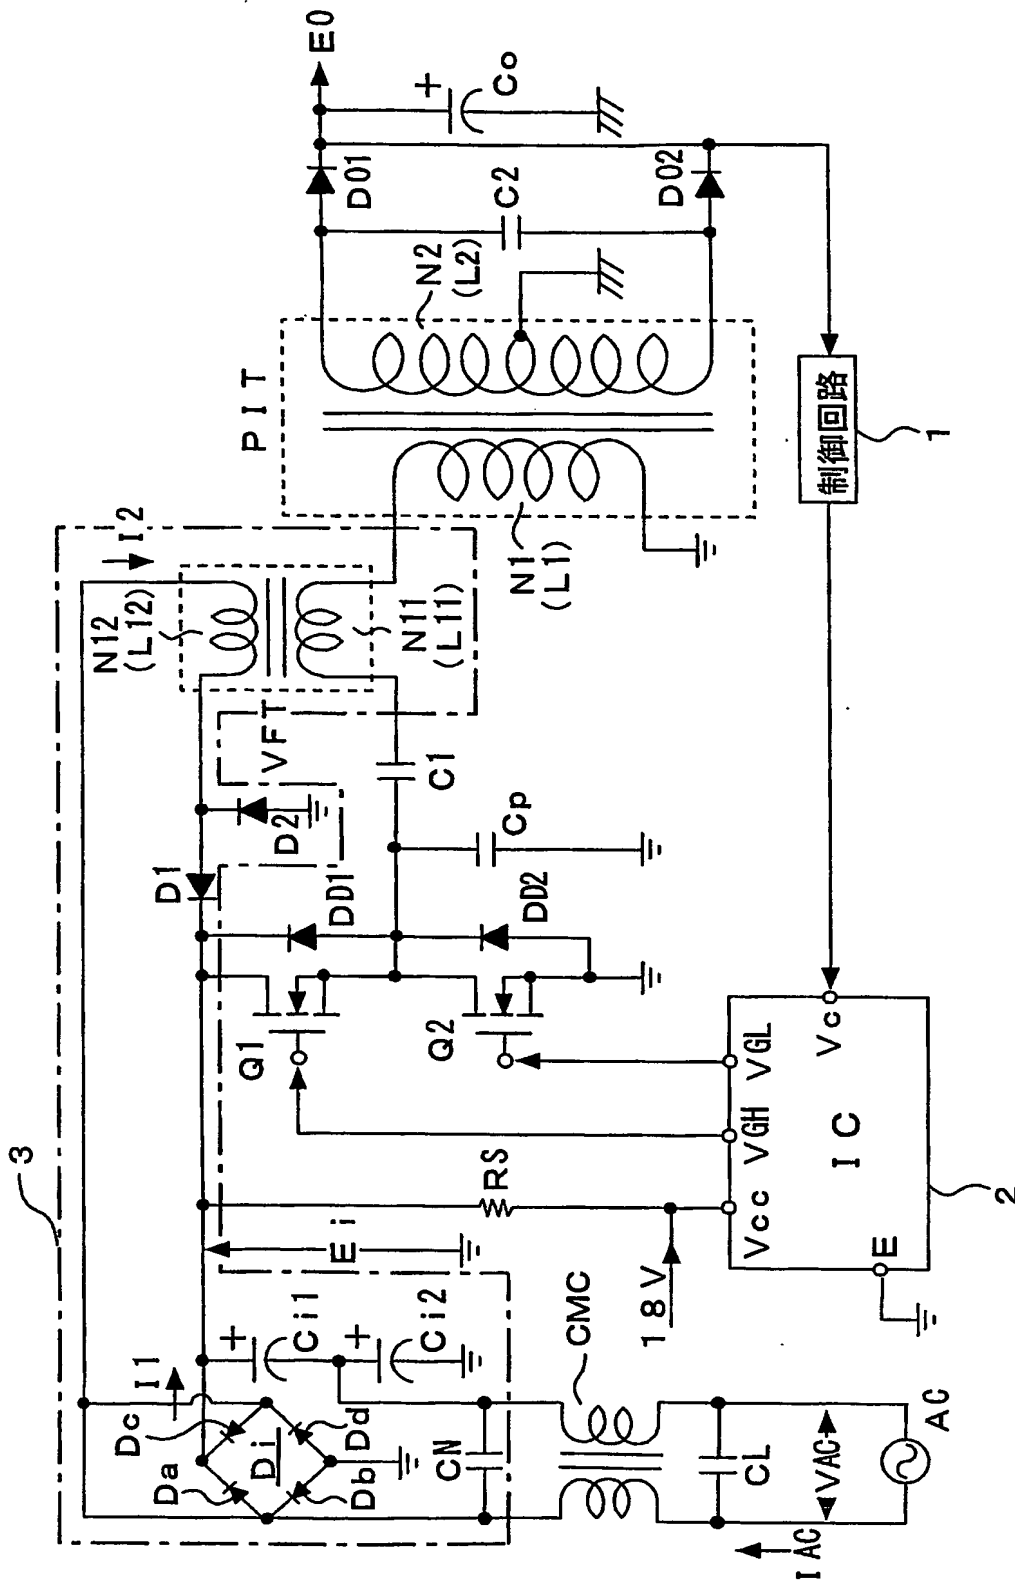 3
I2
N12
(L12)
N11
(L11)
VFT
D2
D1
DD1
DD2
Cp
C1
Q1
Q2
Ei
RS
18V
I1
Dc
Da
Di
Dd
Db
Ci1
+
Ci2
+
CN
CMC
CL
VAC
AC
IAC
Vcc
VGH
VGL
Vc
IC
E
2
PIT
N1
(L1)
N2
(L2)
C2
D01
D02
E0
+
Co
制御回路
1